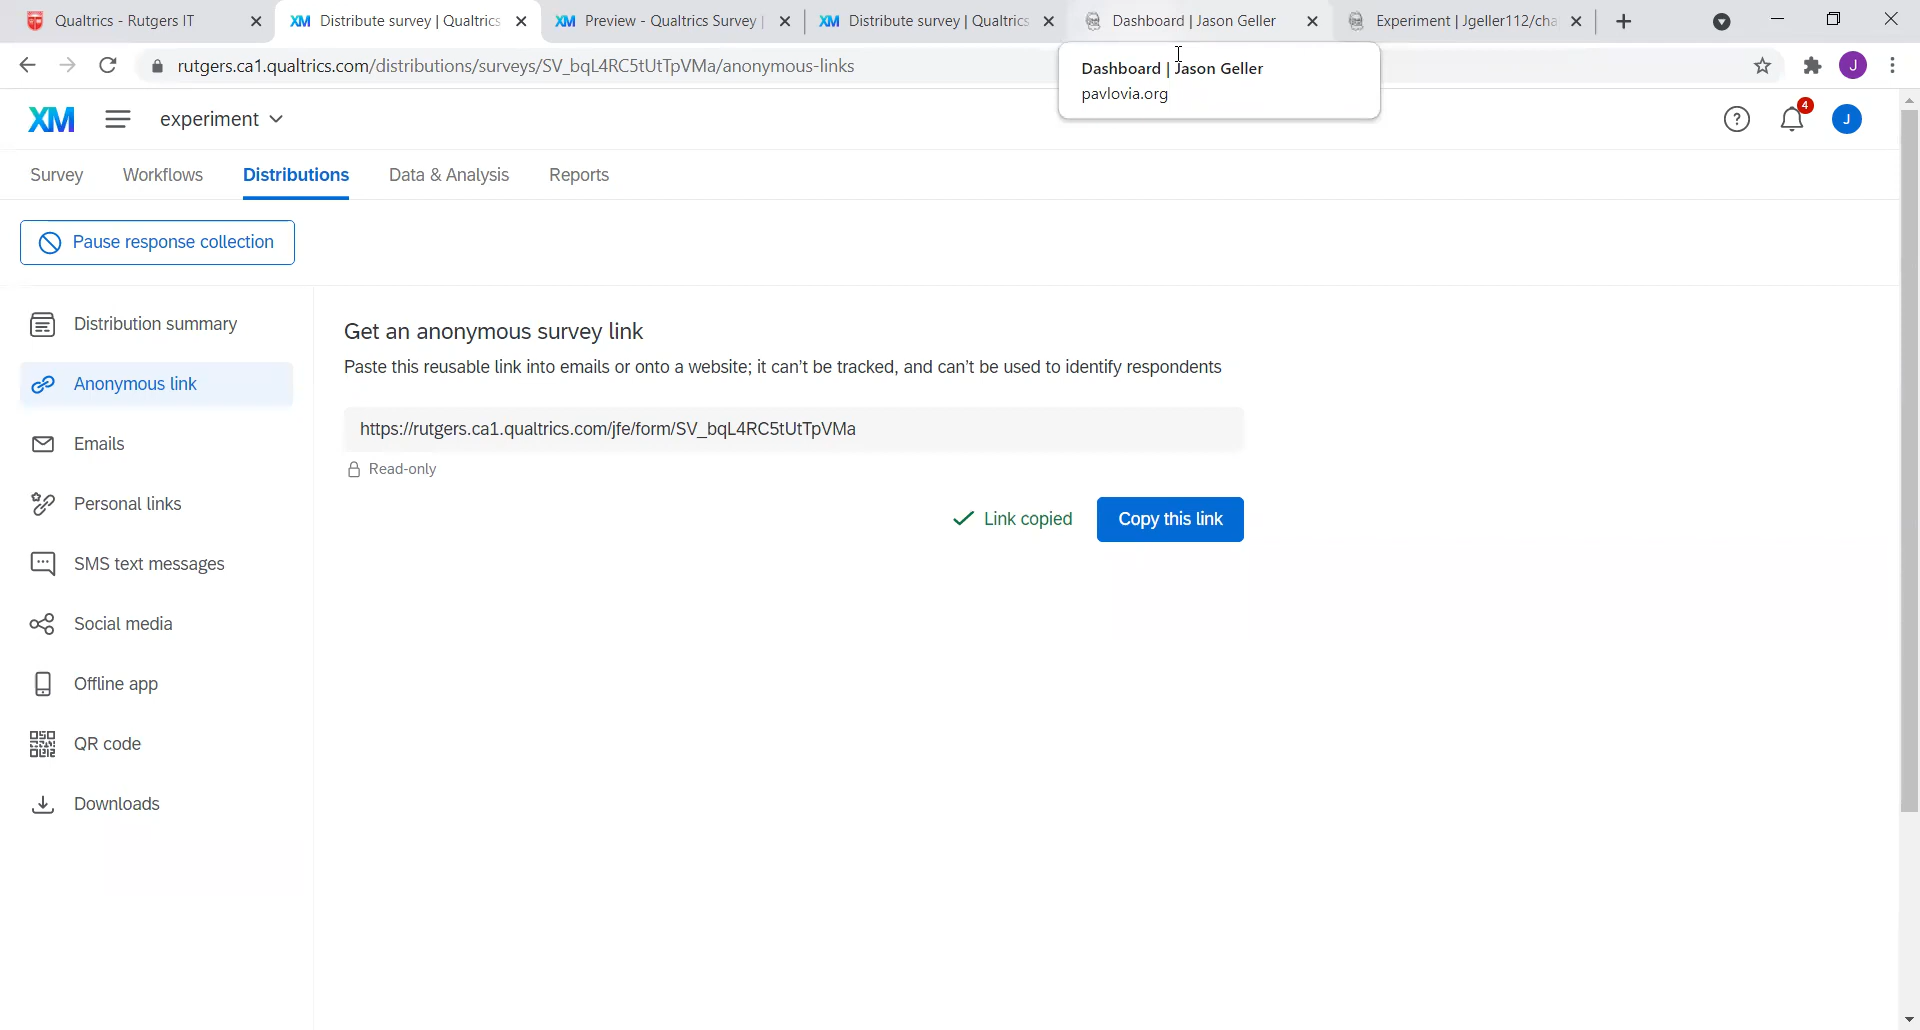 Qualtrics - Rutgers IT
XM Distribute survey | Qualtrics
XM Preview - Qualtrics Survey |
XM Distribute survey | Qualtrics
Dashboard | Jason Geller
Experiment | Jgeller112/cha
rutgers.ca1.qualtrics.com/distributions/surveys/SV_bqL4RC5tUtTpVMa/anonymous-links
J
Dashboard | Jason Geller
pavlovia.org
XM
experiment
?
4
J
Survey
Workflows
Distributions
Data & Analysis
Reports
Pause response collection
Distribution summary
Anonymous link
Emails
Personal links
SMS text messages
Social media
Offline app
QR code
Downloads
Get an anonymous survey link
Paste this reusable link into emails or onto a website; it can't be tracked, and can't be used to identify respondents
https://rutgers.ca1.qualtrics.com/jfe/form/SV_bqL4RC5tUtTpVMa
Read-only
Link copied
Copy this link